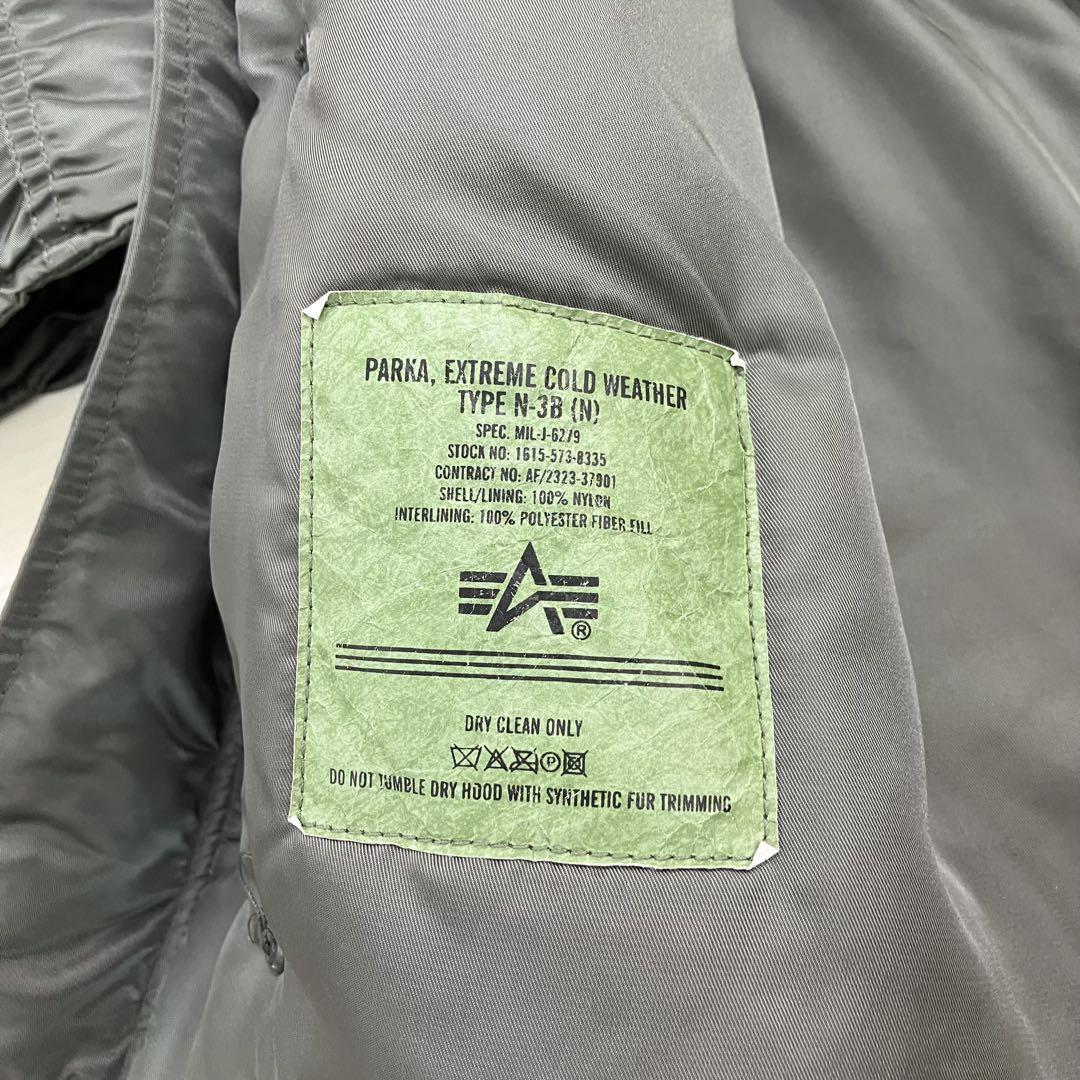 PARKA, EXTREME COLD WEATHER
TYPE N-3B (N)
SPEC. MIL-J-6279
STOCK NO: 1615-573-8335
CONTRACT NO: AF/2323-37901
SHELL/LINING: 100% NYLON
INTERLINING: 100% POLYESTER FIBER FILL
®
DRY CLEAN ONLY
P
DO NOT TUMBLE DRY HOOD WITH SYNTHETIC FUR TRIMMING